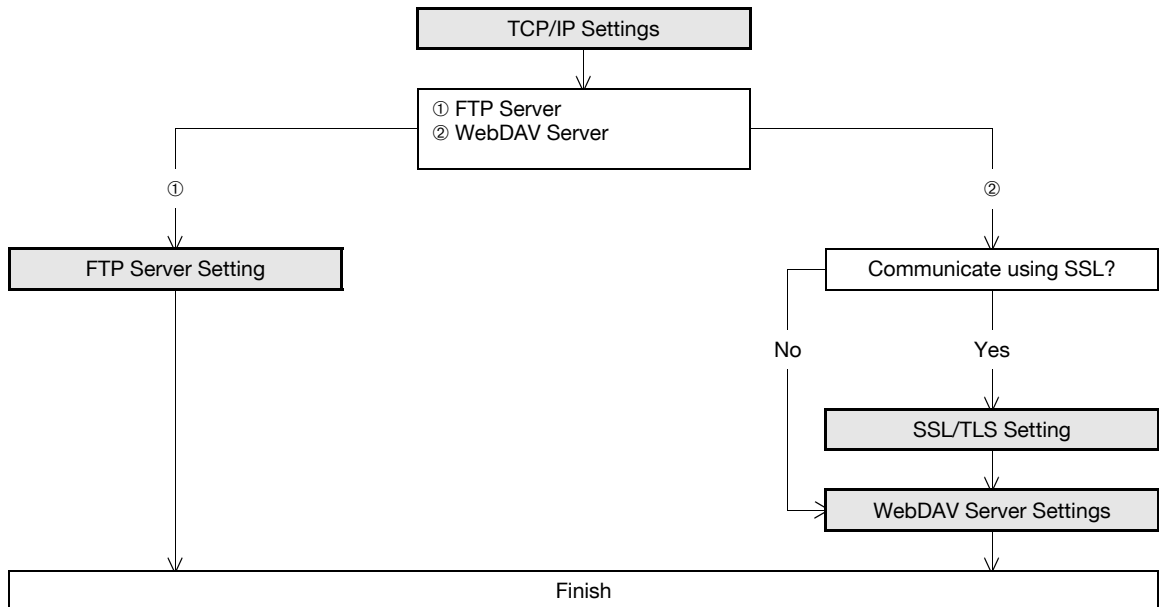 TCP/IP Settings
① FTP Server
② WebDAV Server
①
②
FTP Server Setting
Communicate using SSL?
No
Yes
SSL/TLS Setting
WebDAV Server Settings
Finish